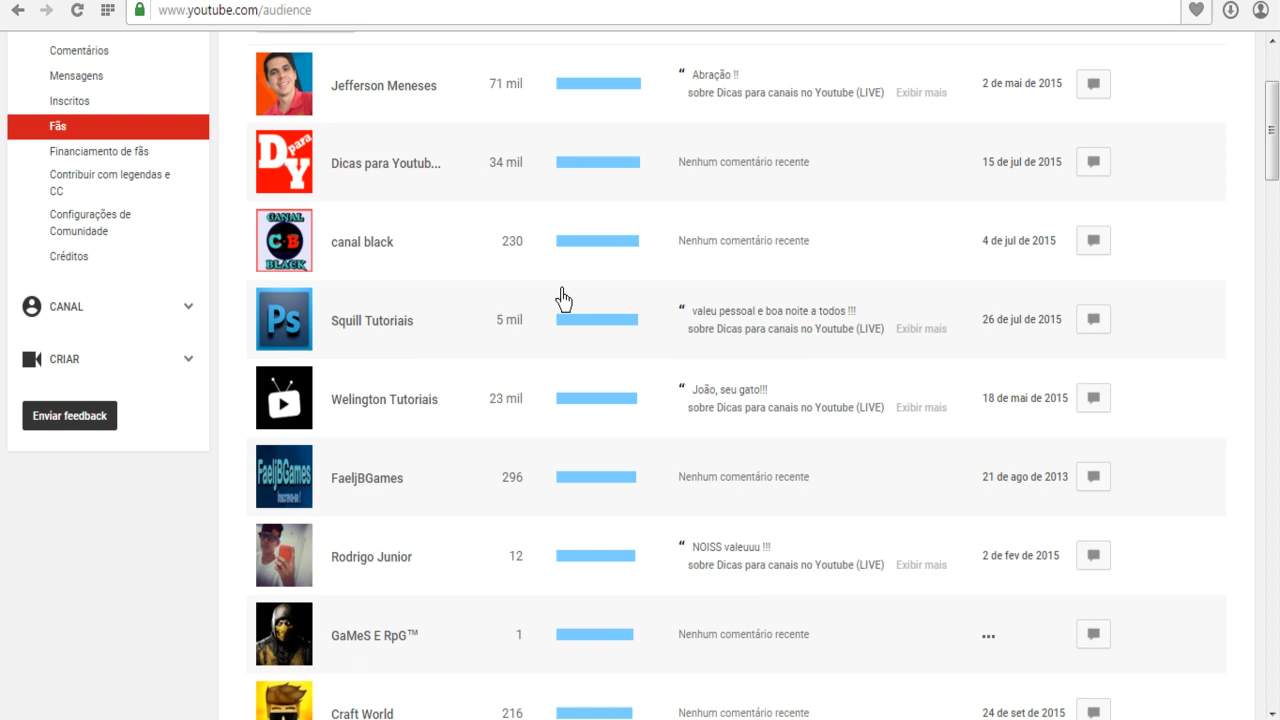 www.youtube.com/audience
Comentários
Mensagens
Inscritos
Fãs
Financiamento de fãs
Contribuir com legendas e
CC
Configurações de
Comunidade
Créditos
CANAL
CRIAR
Enviar feedback
Jefferson Meneses 71 mil “ Abração !! 2 de mai de 2015
sobre Dicas para canais no Youtube (LIVE) Exibir mais
D para Y
Dicas para Youtub... 34 mil Nenhum comentário recente 15 de jul de 2015
CANAL
C-B
BLACK
canal black 230 Nenhum comentário recente 4 de jul de 2015
Ps
Squill Tutoriais 5 mil “ valeu pessoal e boa noite a todos !!! 26 de jul de 2015
sobre Dicas para canais no Youtube (LIVE) Exibir mais
Welington Tutoriais 23 mil “ João, seu gato!!! 18 de mai de 2015
sobre Dicas para canais no Youtube (LIVE) Exibir mais
FaeljBGames
Inscreva-se !
FaeljBGames 296 Nenhum comentário recente 21 de ago de 2013
Rodrigo Junior 12 “ NOISS valeuuu !!! 2 de fev de 2015
sobre Dicas para canais no Youtube (LIVE) Exibir mais
GaMeS E RpG™ 1 Nenhum comentário recente ...
Craft World 216 Nenhum comentário recente 24 de set de 2015